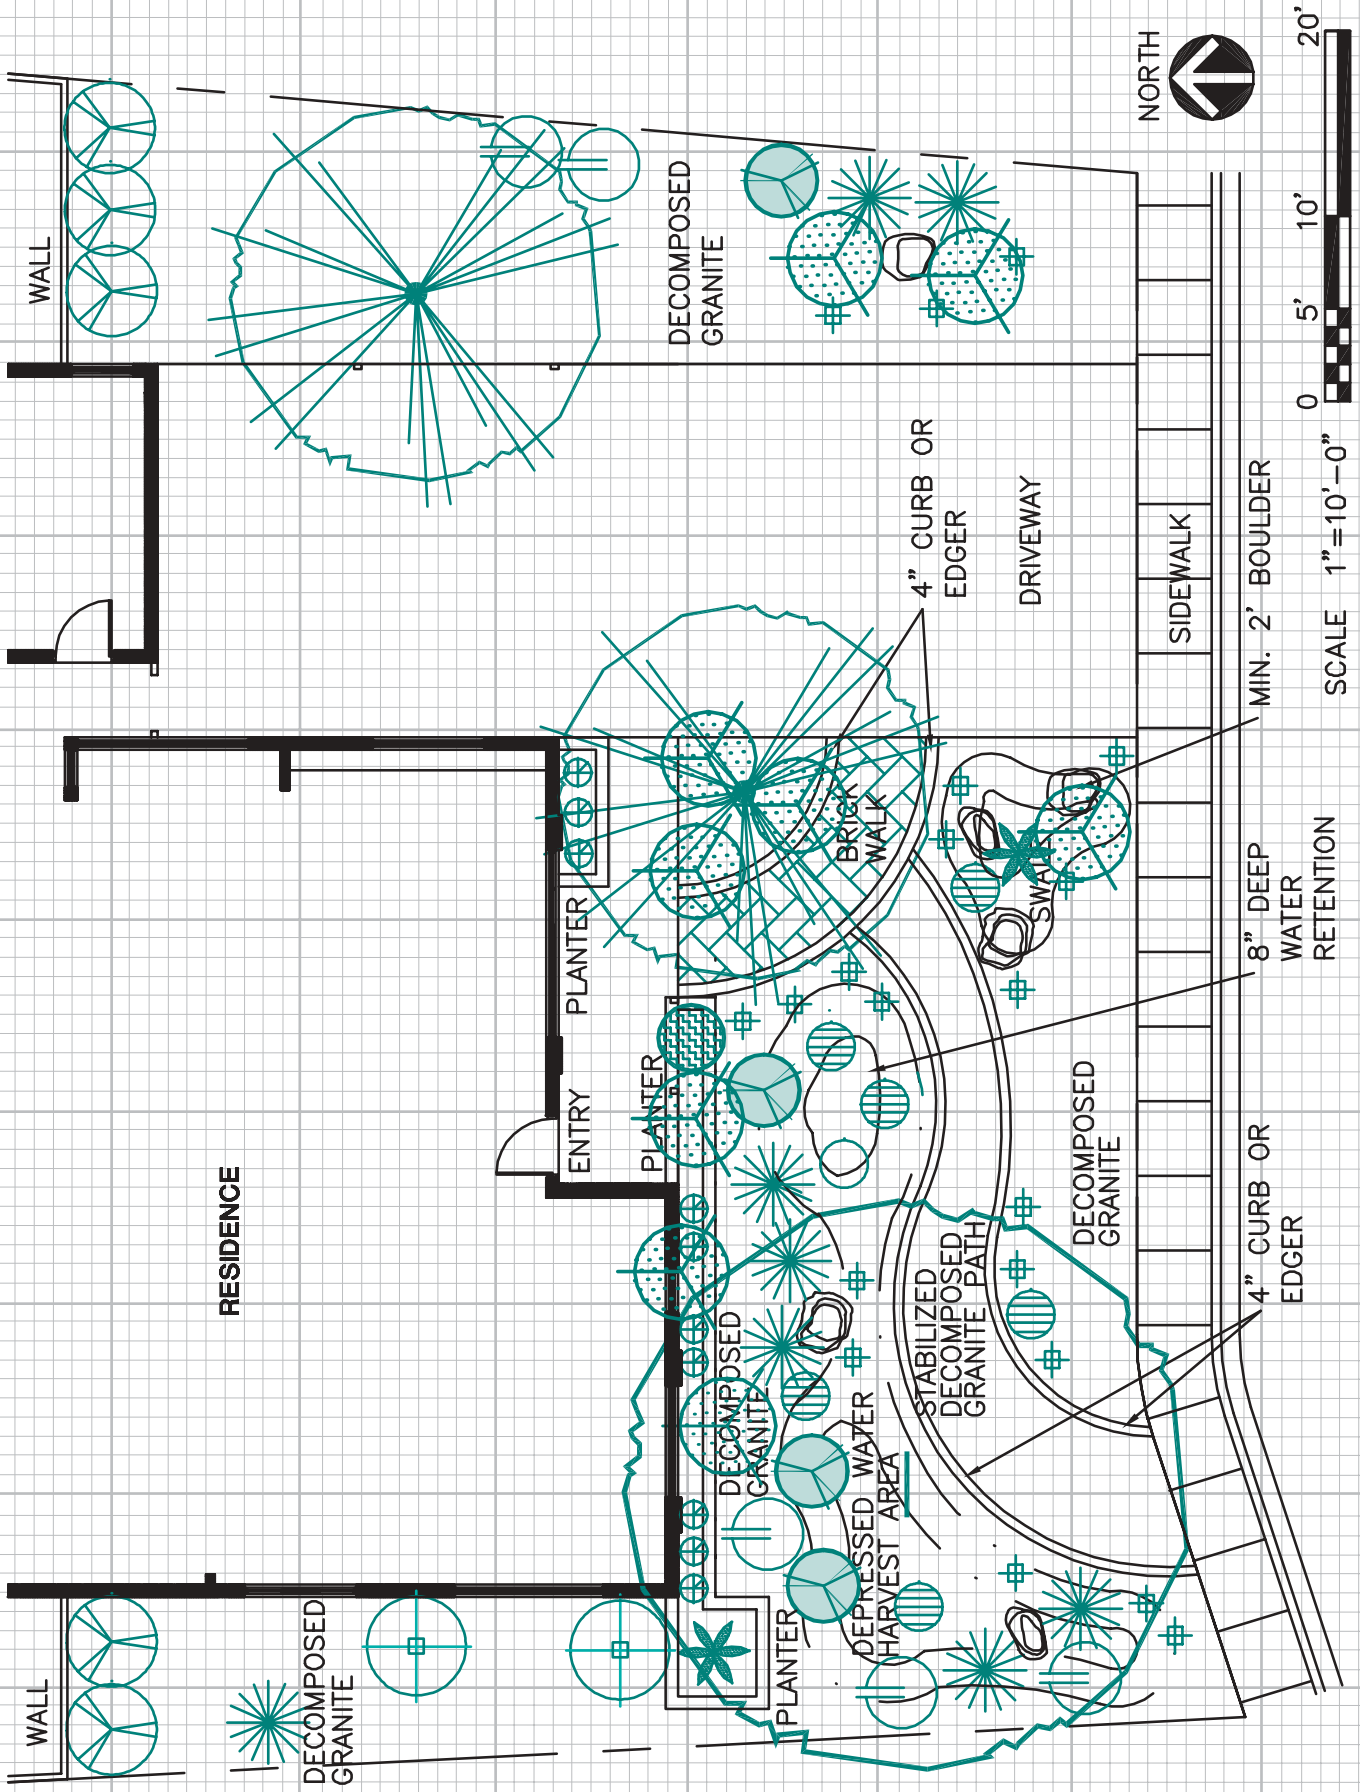 WALL
DECOMPOSED
GRANITE
RESIDENCE
WALL
ENTRY
PLANTER
PLANTER
PLANTER
DECOMPOSED
GRANITE
DEPRESSED WATER
HARVEST AREA
STABILIZED
DECOMPOSED
GRANITE PATH
BRICK
WALK
DECOMPOSED
GRANITE
4” CURB OR
EDGER
DRIVEWAY
SWALE
DECOMPOSED
GRANITE
SIDEWALK
NORTH
4” CURB OR
EDGER
8” DEEP
WATER
RETENTION
MIN. 2’ BOULDER
SCALE 1”=10’–0”
0 5’ 10’ 20’